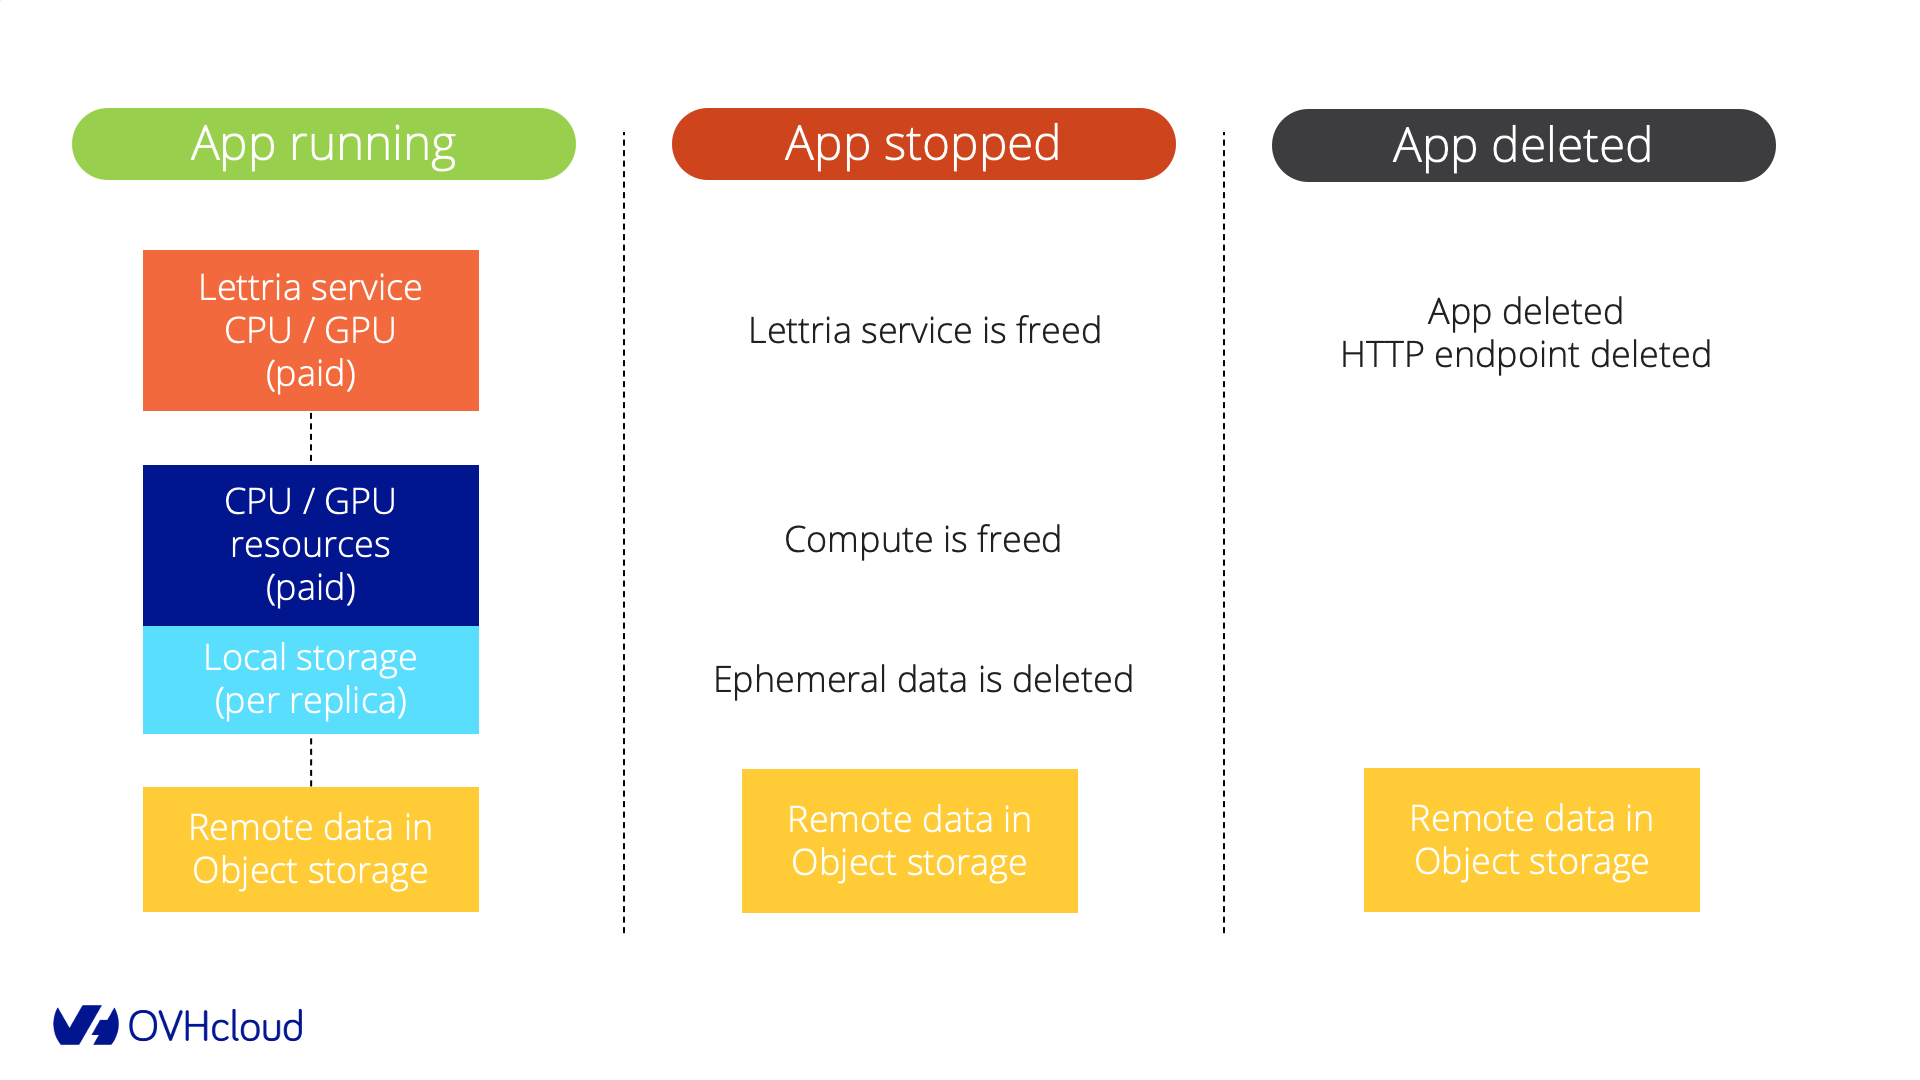 App running
Lettria service
CPU / GPU
(paid)
CPU / GPU
resources
(paid)
Local storage
(per replica)
Remote data in
Object storage
App stopped
Lettria service is freed
Compute is freed
Ephemeral data is deleted
Remote data in
Object storage
App deleted
App deleted
HTTP endpoint deleted
Remote data in
Object storage
OVHcloud